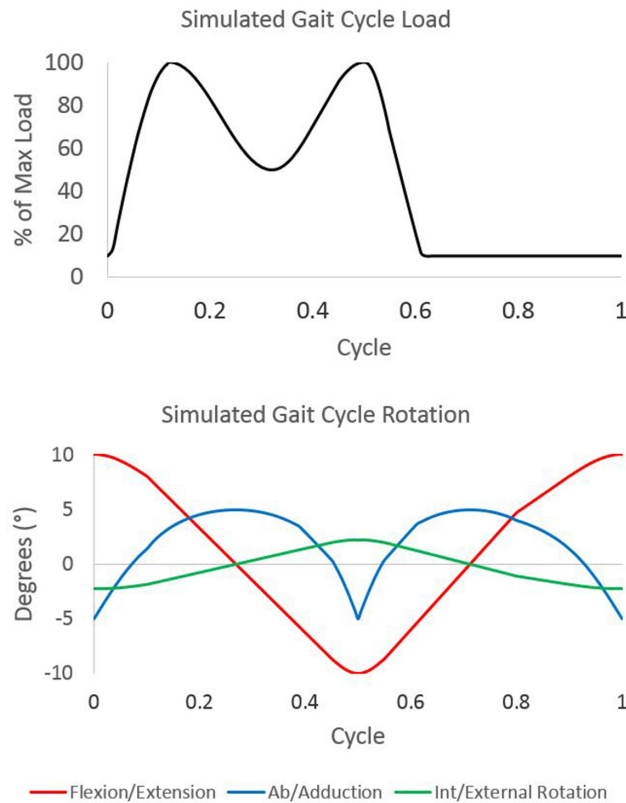 Simulated Gait Cycle Load
% of Max Load
100
80
60
40
20
0
0 0.2 0.4 0.6 0.8 1
Cycle
Simulated Gait Cycle Rotation
Degrees (°)
10
5
0
-5
-10
0 0.2 0.4 0.6 0.8 1
Cycle
Flexion/Extension Ab/Adduction Int/External Rotation